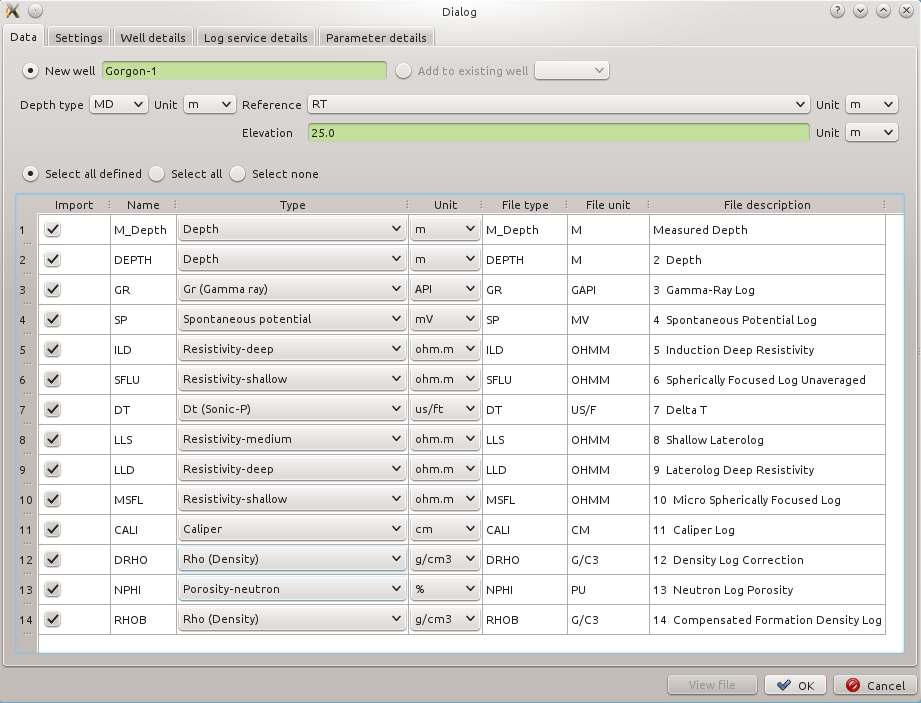 Dialog
Data Settings Well details Log service details Parameter details
New well Gorgon-1 Add to existing well
Depth type MD Unit m Reference RT Unit m
Elevation 25.0 Unit m
Select all defined Select all Select none
Import Name Type Unit File type File unit File description
1 M_Depth Depth m M_Depth M Measured Depth
2 DEPTH Depth m DEPTH M 2 Depth
3 GR Gr (Gamma ray) API GR GAPI 3 Gamma-Ray Log
4 SP Spontaneous potential mV SP MV 4 Spontaneous Potential Log
5 ILD Resistivity-deep ohm.m ILD OHMM 5 Induction Deep Resistivity
6 SFLU Resistivity-shallow ohm.m SFLU OHMM 6 Spherically Focused Log Unaveraged
7 DT Dt (Sonic-P) us/ft DT US/F 7 Delta T
8 LLS Resistivity-medium ohm.m LLS OHMM 8 Shallow Laterolog
9 LLD Resistivity-deep ohm.m LLD OHMM 9 Laterolog Deep Resistivity
10 MSFL Resistivity-shallow ohm.m MSFL OHMM 10 Micro Spherically Focused Log
11 CALI Caliper cm CALI CM 11 Caliper Log
12 DRHO Rho (Density) g/cm3 DRHO G/C3 12 Density Log Correction
13 NPHI Porosity-neutron % NPHI PU 13 Neutron Log Porosity
14 RHOB Rho (Density) g/cm3 RHOB G/C3 14 Compensated Formation Density Log
View file OK Cancel